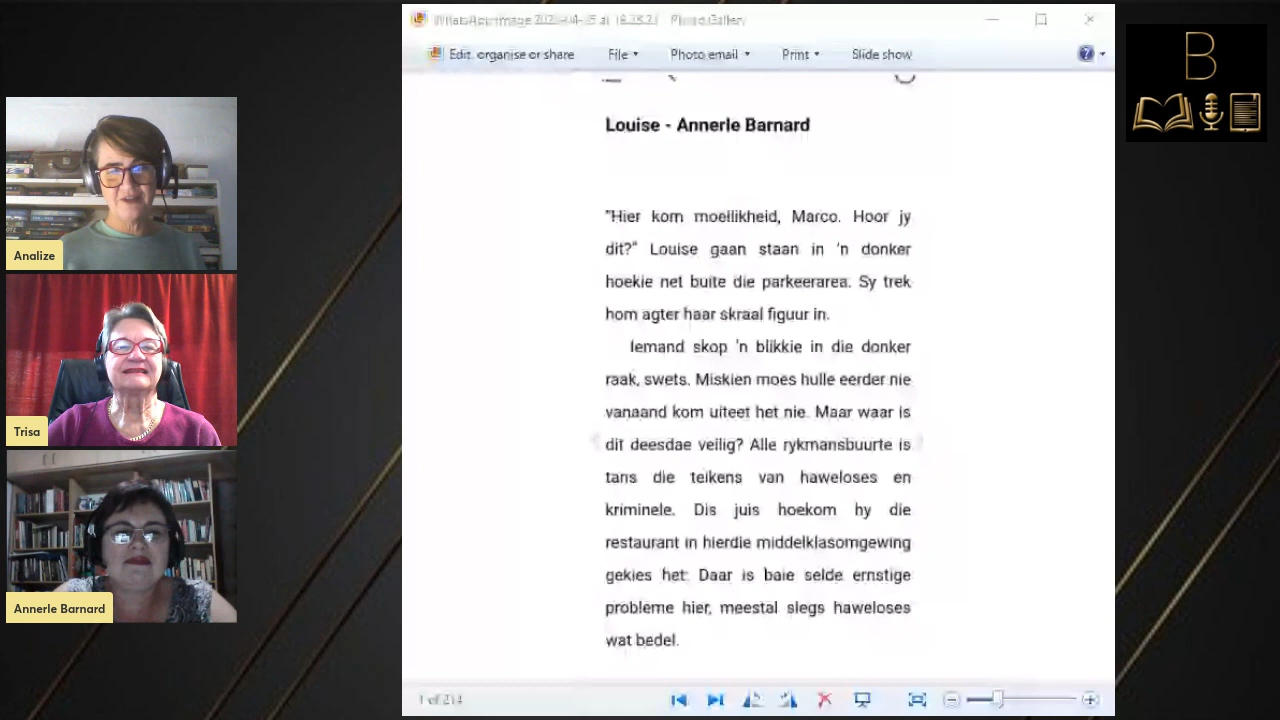 Photo Gallery
Edit, organise or share
File
Photo email
Print
Slide show
B
Louise - Annerle Barnard
"Hier kom moeilikheid, Marco. Hoor jy
dit?" Louise gaan staan in 'n donker
hoekie net buite die parkeerarea. Sy trek
hom agter haar skraal figuur in.
Iemand skop 'n blikkie in die donker
raak, swets. Miskien moes hulle eerder nie
vanaand kom uiteet het nie. Maar waar is
dit deesdae veilig? Alle rykmansbuurte is
tans die teikens van haweloses en
kriminele. Dis juis hoekom hy die
restaurant in hierdie middelklasomgewing
gekies het. Daar is baie selde ernstige
probleme hier, meestal slegs haweloses
wat bedel.
Analize
Trisa
Annerle Barnard
1 of 214